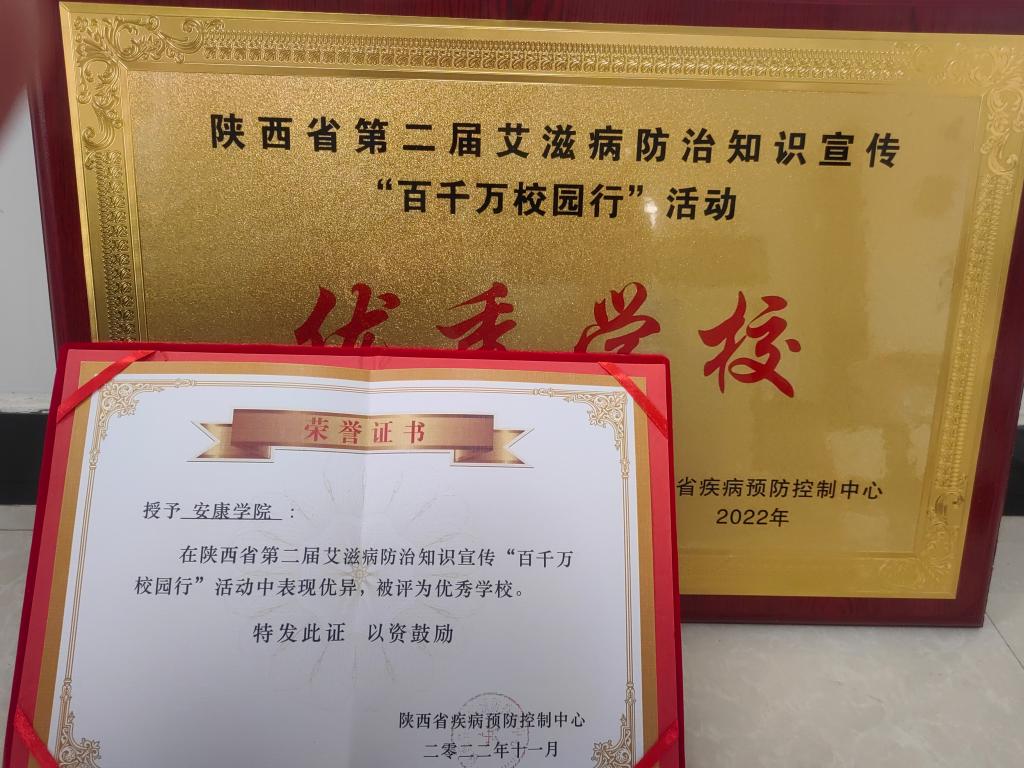 陕西省第二届艾滋病防治知识宣传
“百千万校园行”活动
优秀学校
省疾病预防控制中心
2022年
荣誉证书
授予 安康学院 ：
在陕西省第二届艾滋病防治知识宣传“百千万
校园行”活动中表现优异，被评为优秀学校。
特发此证 以资鼓励
陕西省疾病预防控制中心
二零二二年十一月